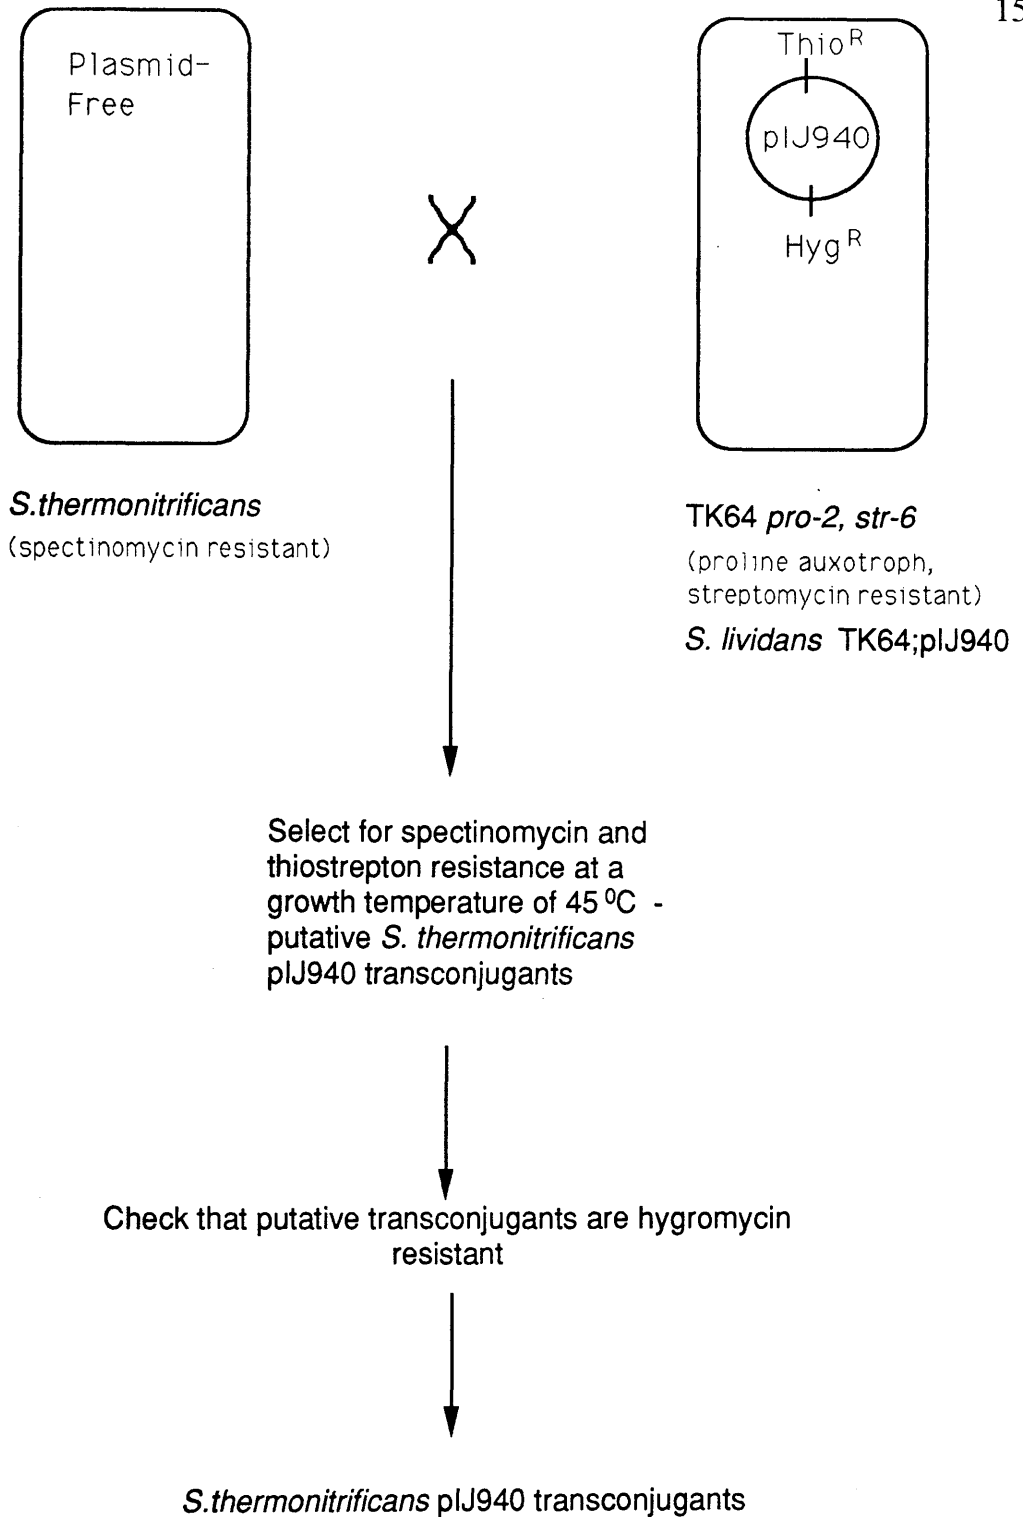 15
Plasmid-
Free
Thio R
pIJ940
Hyg R
X
S.thermonitrificans
(spectinomycin resistant)
TK64 pro-2, str-6
(proline auxotroph,
streptomycin resistant)
S. lividans TK64;pIJ940
Select for spectinomycin and
thiostrepton resistance at a
growth temperature of 45 ⁰C -
putative S. thermonitrificans
pIJ940 transconjugants
Check that putative transconjugants are hygromycin
resistant
S.thermonitrificans pIJ940 transconjugants